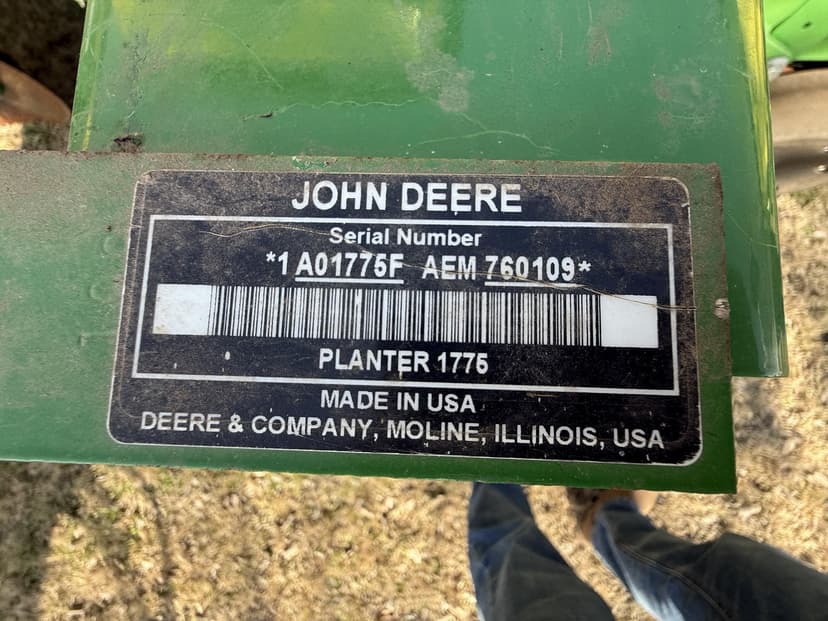 JOHN DEERE
Serial Number
*1 A01775F AEM 760109*
PLANTER 1775
MADE IN USA
DEERE & COMPANY, MOLINE, ILLINOIS, USA